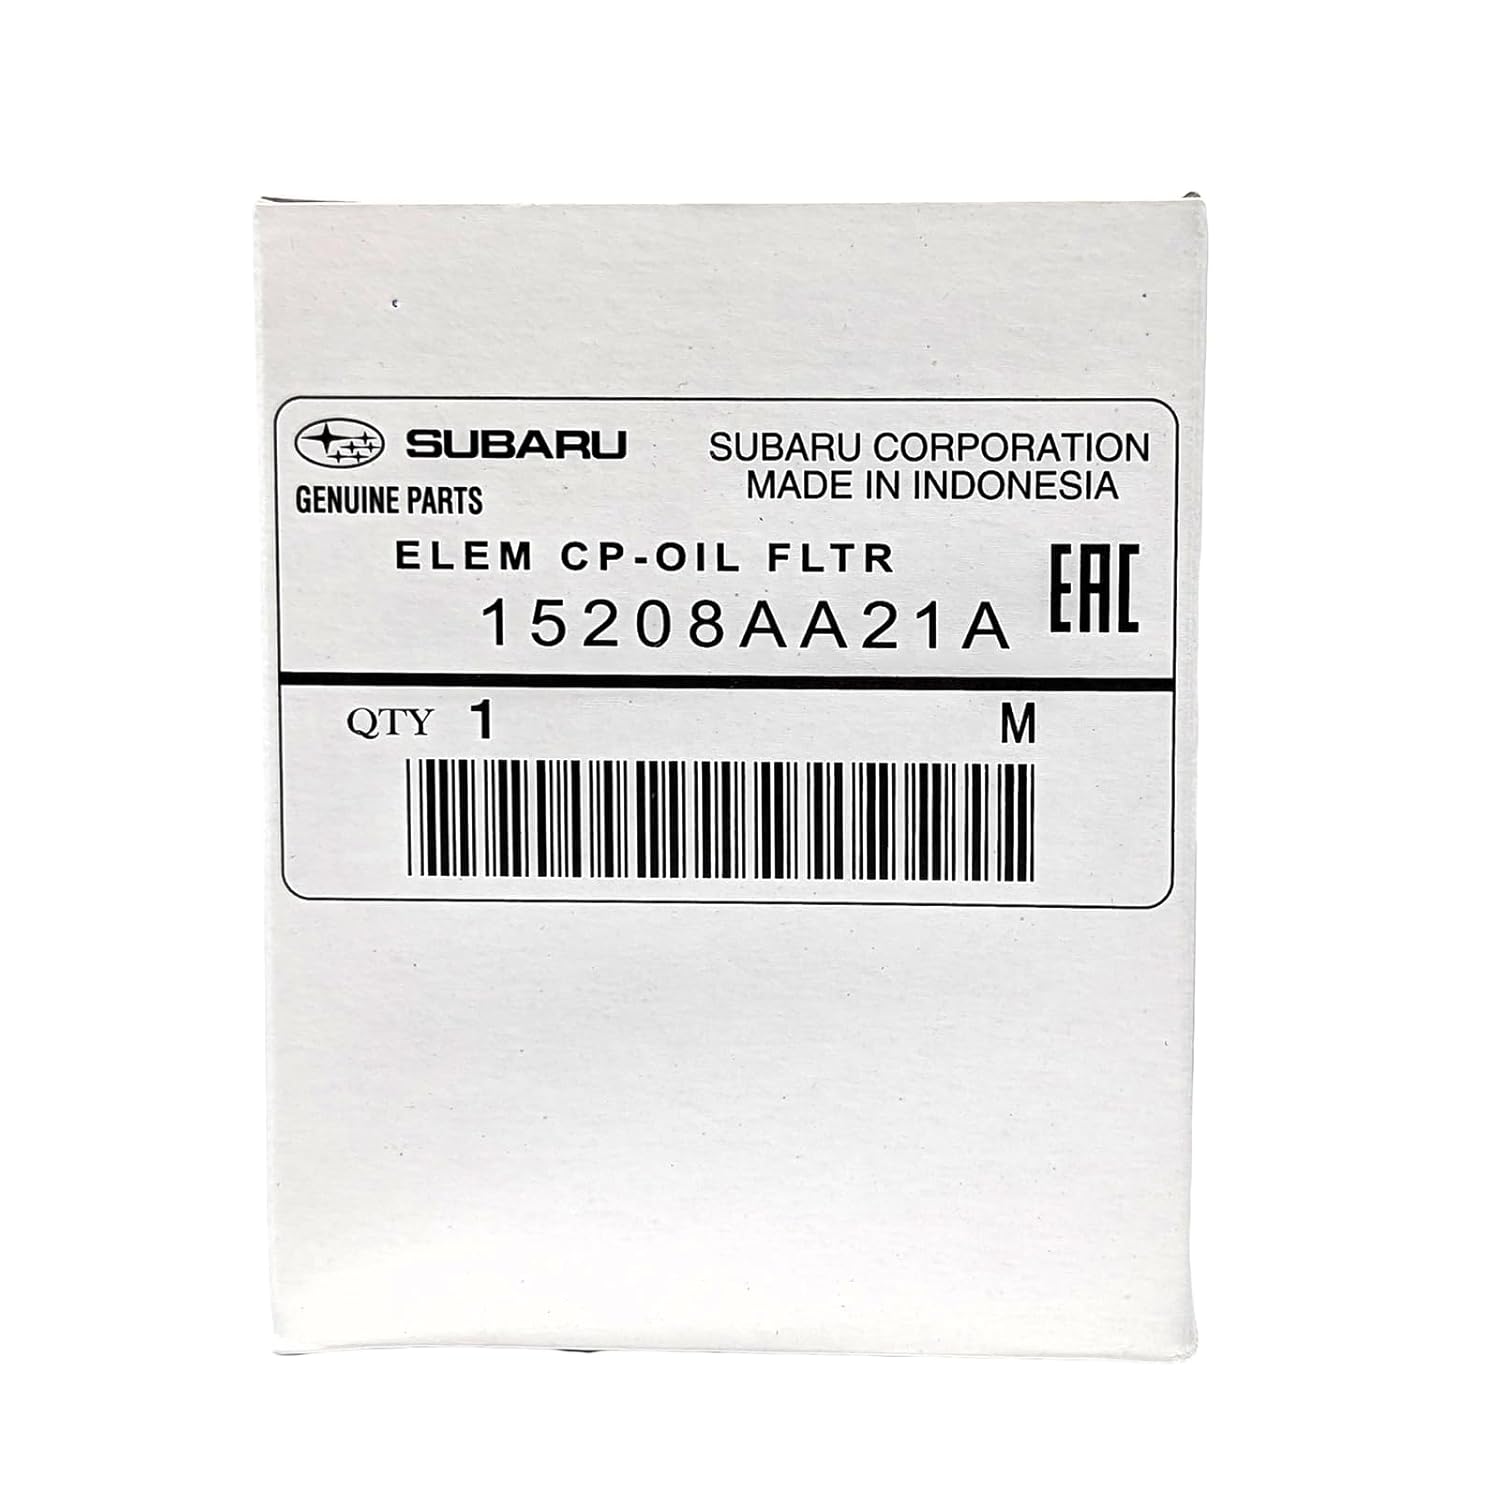 SUBARU
GENUINE PARTS
SUBARU CORPORATION
MADE IN INDONESIA
ELEM CP-OIL FLTR
15208AA21A
EAC
QTY 1 M